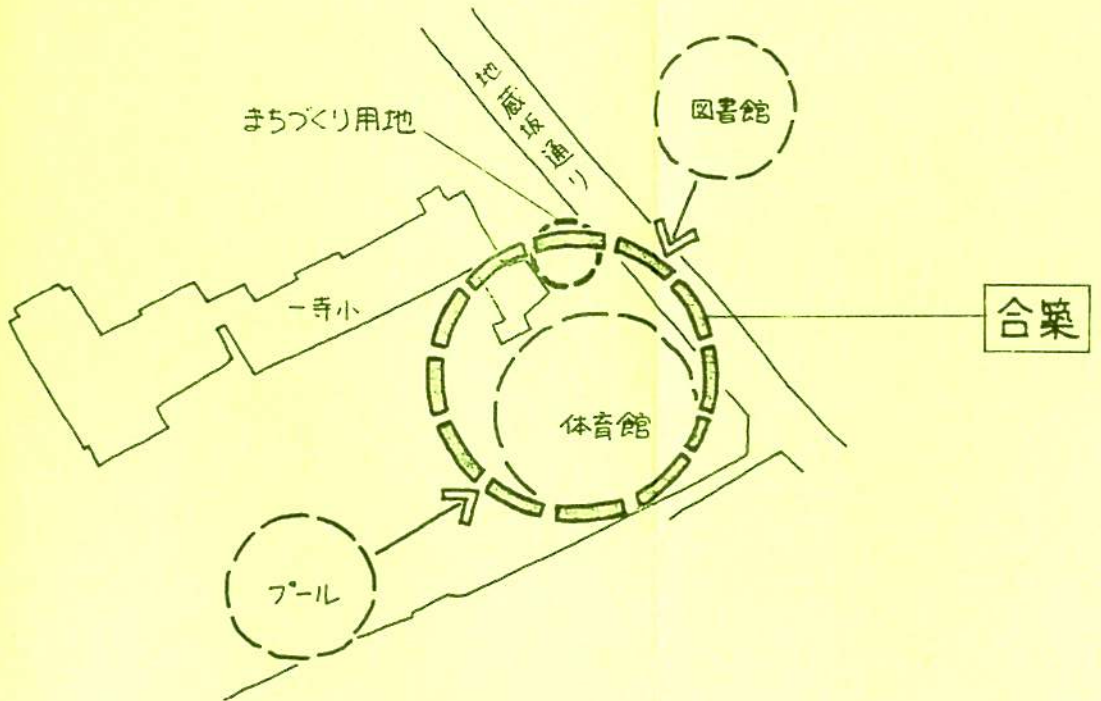 地蔵坂通り
図書館
まちづくり用地
一寺小
合築
体育館
プール